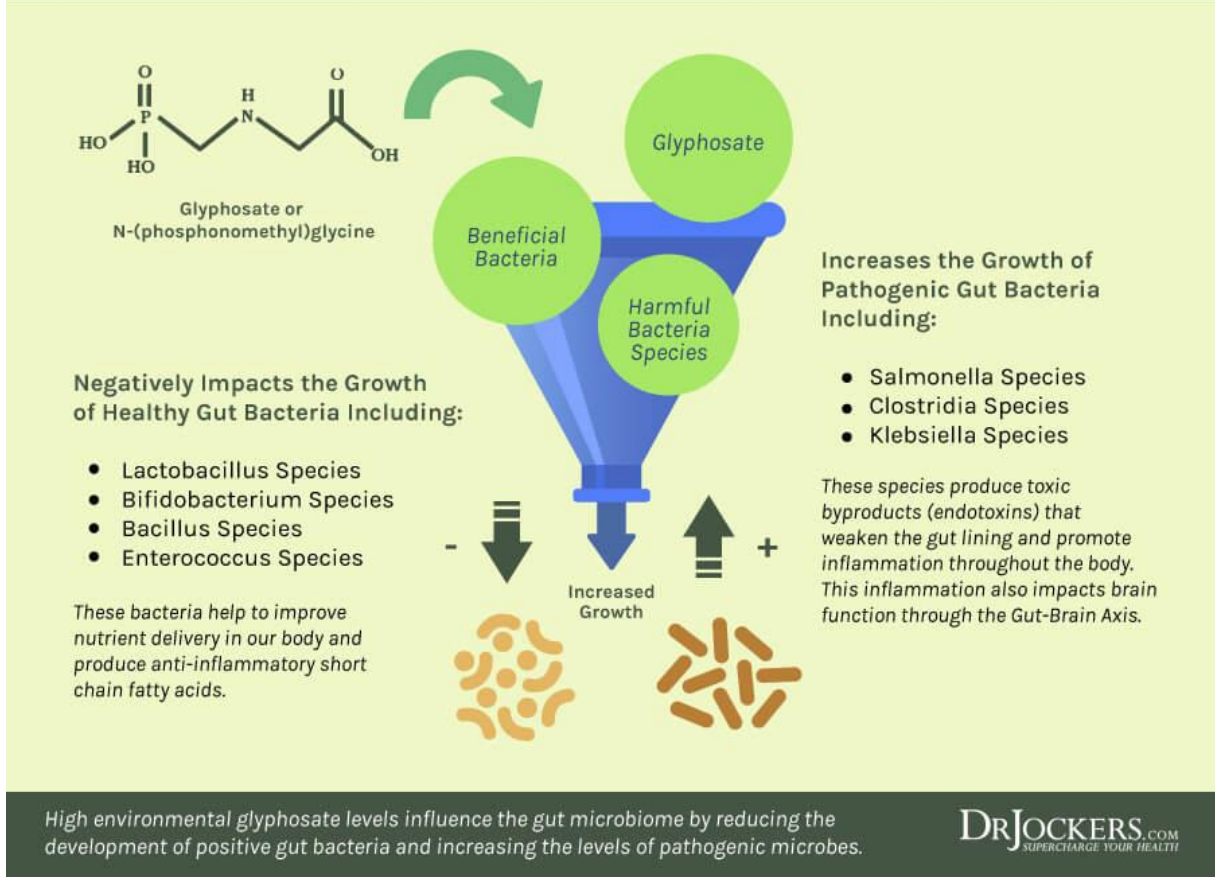 O
P
HO
HO
H
N
O
OH
Glyphosate or
N-(phosphonomethyl)glycine
Glyphosate
Beneficial
Bacteria
Harmful
Bacteria
Species
Negatively Impacts the Growth
of Healthy Gut Bacteria Including:
• Lactobacillus Species
• Bifidobacterium Species
• Bacillus Species
• Enterococcus Species
These bacteria help to improve
nutrient delivery in our body and
produce anti-inflammatory short
chain fatty acids.
-
Increased
Growth
+
Increases the Growth of
Pathogenic Gut Bacteria
Including:
• Salmonella Species
• Clostridia Species
• Klebsiella Species
These species produce toxic
byproducts (endotoxins) that
weaken the gut lining and promote
inflammation throughout the body.
This inflammation also impacts brain
function through the Gut-Brain Axis.
High environmental glyphosate levels influence the gut microbiome by reducing the
development of positive gut bacteria and increasing the levels of pathogenic microbes.
DRJOCKERS.COM
SUPERCHARGE YOUR HEALTH